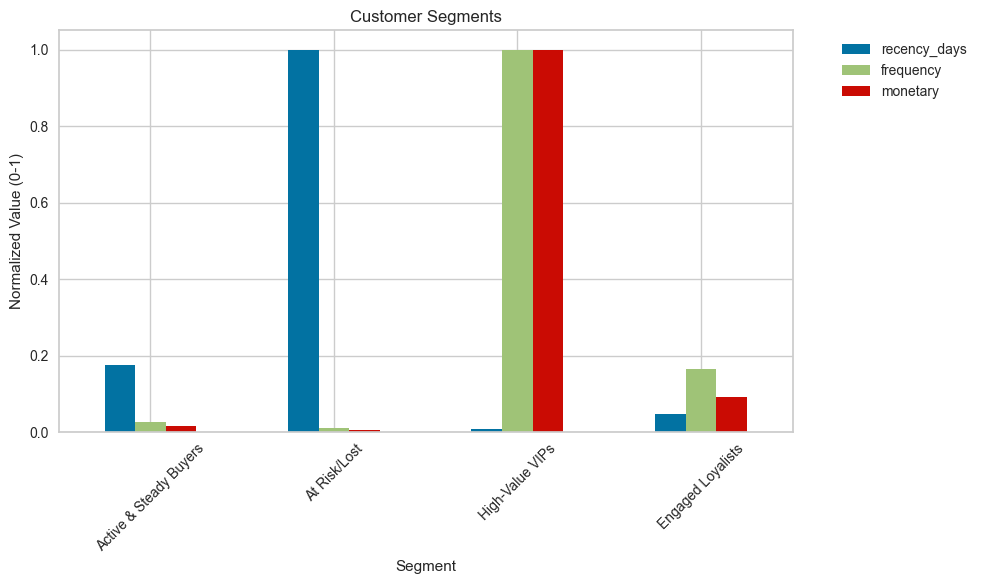 Customer Segments
recency_days
frequency
monetary
Normalized Value (0-1)
1.0
0.8
0.6
0.4
0.2
0.0
Active & Steady Buyers
At Risk/Lost
High-Value VIPs
Engaged Loyalists
Segment